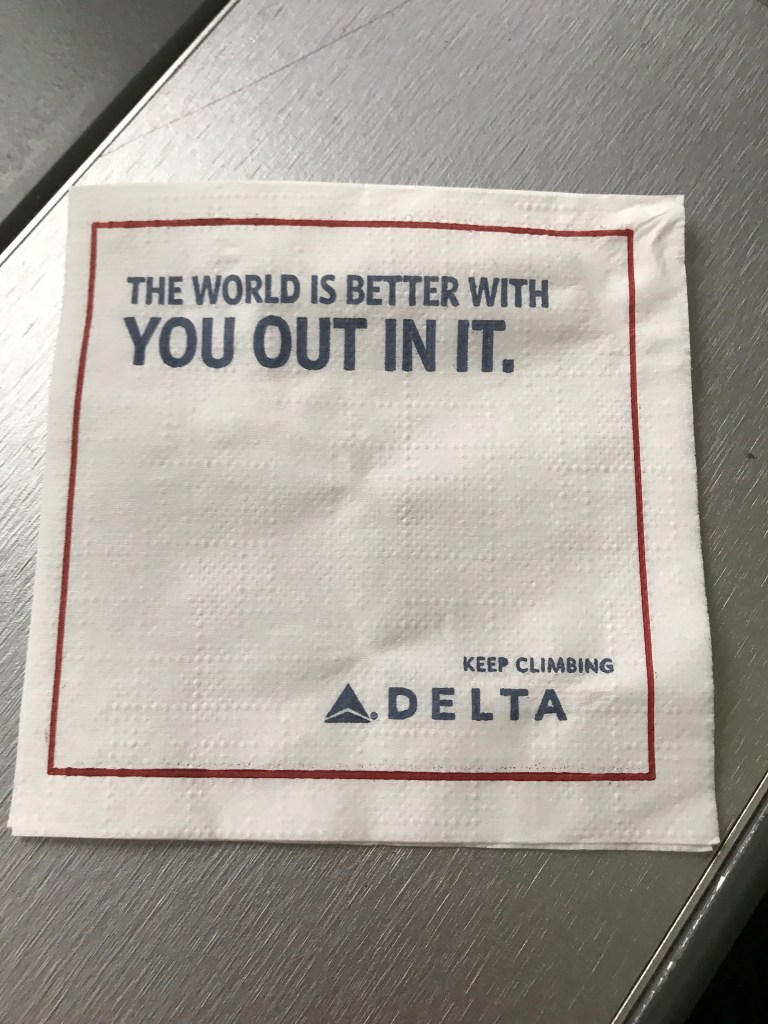 THE WORLD IS BETTER WITH
YOU OUT IN IT.
KEEP CLIMBING
DELTA